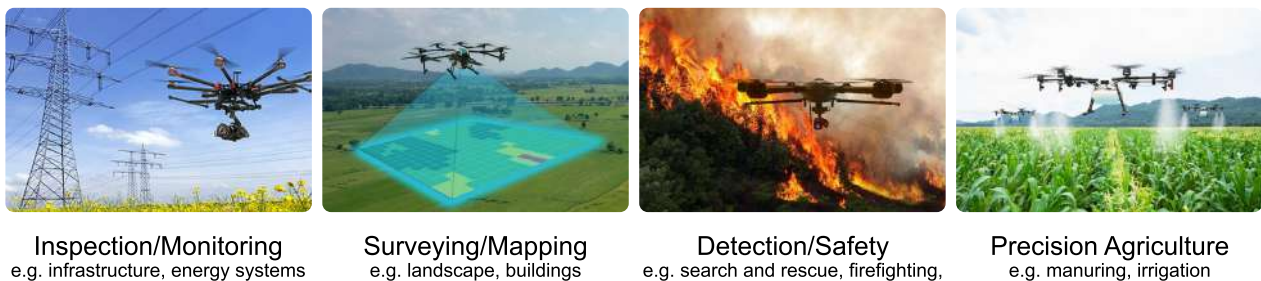 Inspection/Monitoring
e.g. infrastructure, energy systems
Surveying/Mapping
e.g. landscape, buildings
Detection/Safety
e.g. search and rescue, firefighting,
Precision Agriculture
e.g. manuring, irrigation